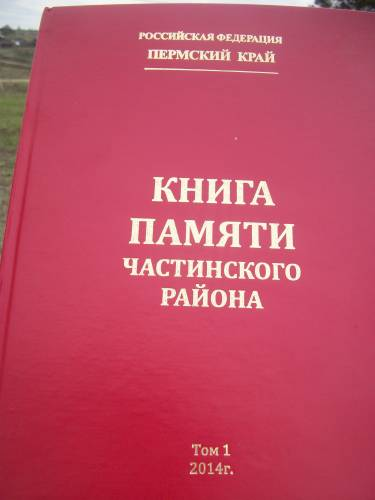 РОССИЙСКАЯ ФЕДЕРАЦИЯ
ПЕРМСКИЙ КРАЙ
КНИГА
ПАМЯТИ
ЧАСТИНСКОГО
РАЙОНА
Том 1
2014г.